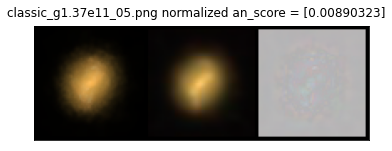 classic_g1.37e11_05.png normalized an_score = [0.00890323]